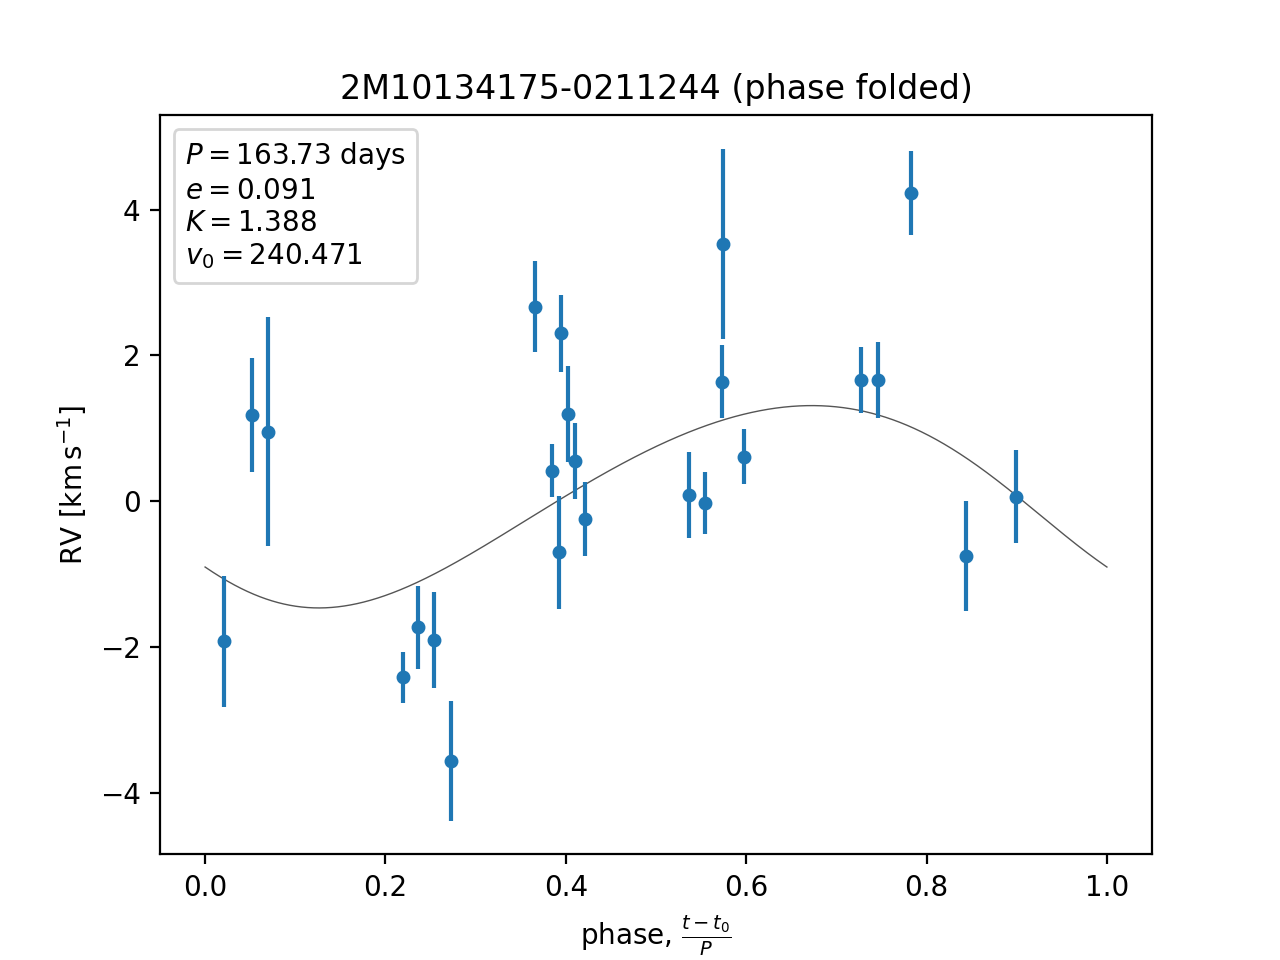 2M10134175-0211244 (phase folded)
P = 163.73 days
e = 0.091
K = 1.388
v₀ = 240.471
4
2
0
−2
−4
RV [km s⁻¹]
0.0 0.2 0.4 0.6 0.8 1.0
phase, (t − t₀)/P